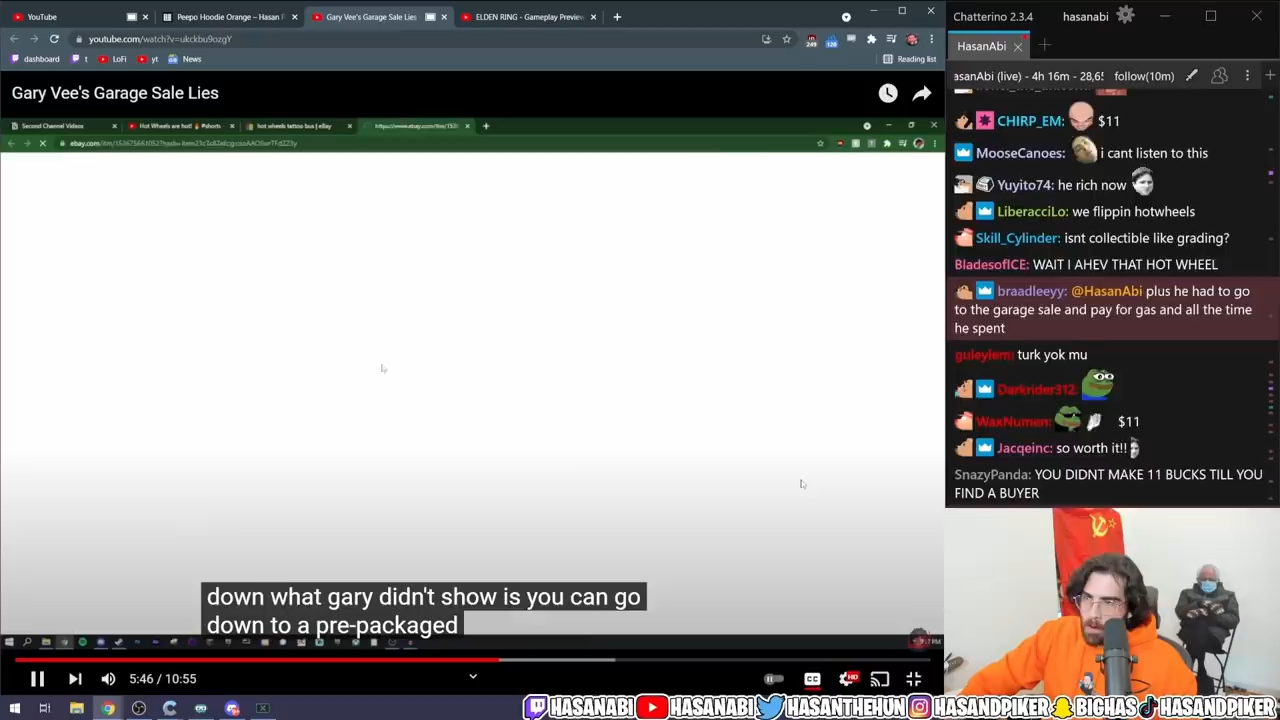 YouTube
Peepo Hoodie Orange – Hasan P
Gary Vee's Garage Sale Lies
ELDEN RING - Gameplay Preview
youtube.com/watch?v=ukckbu9ozgY
249
128
dashboard
t
LoFi
yt
News
Reading list
Gary Vee's Garage Sale Lies
Second Channel Videos
Hot Wheels are hot! #shorts
hot wheels tattoo bus | eBay
down what gary didn't show is you can go
down to a pre-packaged
5:46 / 10:55
CC
HD
Chatterino 2.3.4
hasanabi
HasanAbi
asanAbi (live) - 4h 16m - 28,6
follow(10m)
CHIRP_EM: $11
MooseCanoes: i cant listen to this
Yuyito74: he rich now
LiberacciLo: we flippin hotwheels
Skill_Cylinder: isnt collectible like grading?
BladesofICE: WAIT I AHEV THAT HOT WHEEL
braadleeyy: @HasanAbi plus he had to go
to the garage sale and pay for gas and all the time
he spent
guleylem: turk yok mu
Darkrider312:
WaxNumen: $11
Jacqeinc: so worth it!!
SnazyPanda: YOU DIDNT MAKE 11 BUCKS TILL YOU
FIND A BUYER
HASANABI HASANABI HASANTHEHUN HASANDPIKER BIGHAS HASANDPIKER